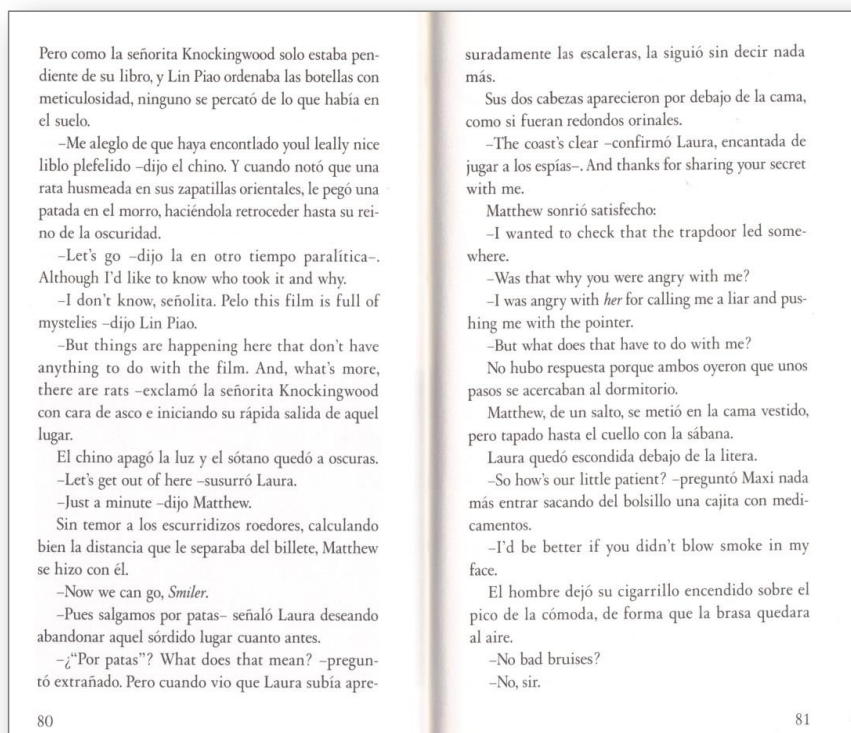 Pero como la señorita Knockingwood solo estaba pen-
diente de su libro, y Lin Piao ordenaba las botellas con
meticulosidad, ninguno se percató de lo que había en
el suelo.
–Me aleglo de que haya encontlado youl leally nice
liblo plefelido –dijo el chino. Y cuando notó que una
rata husmeada en sus zapatillas orientales, le pegó una
patada en el morro, haciéndola retroceder hasta su rei-
no de la oscuridad.
–Let's go –dijo la en otro tiempo paralítica–.
Although I'd like to know who took it and why.
–I don't know, señolita. Pelo this film is full of
mystelies –dijo Lin Piao.
–But things are happening here that don't have
anything to do with the film. And, what's more,
there are rats –exclamó la señorita Knockingwood
con cara de asco e iniciando su rápida salida de aquel
lugar.
El chino apagó la luz y el sótano quedó a oscuras.
–Let's get out of here –susurró Laura.
–Just a minute –dijo Matthew.
Sin temor a los escurridizos roedores, calculando
bien la distancia que le separaba del billete, Matthew
se hizo con él.
–Now we can go, Smiler.
–Pues salgamos por patas– señaló Laura deseando
abandonar aquel sórdido lugar cuanto antes.
–¿“Por patas”? What does that mean? –pregun-
tó extrañado. Pero cuando vio que Laura subía apre-
80
suradamente las escaleras, la siguió sin decir nada
más.
Sus dos cabezas aparecieron por debajo de la cama,
como si fueran redondos orinales.
–The coast's clear –confirmó Laura, encantada de
jugar a los espías–. And thanks for sharing your secret
with me.
Matthew sonrió satisfecho:
–I wanted to check that the trapdoor led some-
where.
–Was that why you were angry with me?
–I was angry with her for calling me a liar and pus-
hing me with the pointer.
–But what does that have to do with me?
No hubo respuesta porque ambos oyeron que unos
pasos se acercaban al dormitorio.
Matthew, de un salto, se metió en la cama vestido,
pero tapado hasta el cuello con la sábana.
Laura quedó escondida debajo de la litera.
–So how's our little patient? –preguntó Maxi nada
más entrar sacando del bolsillo una cajita con medi-
camentos.
–I'd be better if you didn't blow smoke in my
face.
El hombre dejó su cigarrillo encendido sobre el
pico de la cómoda, de forma que la brasa quedara
al aire.
–No bad bruises?
–No, sir.
81